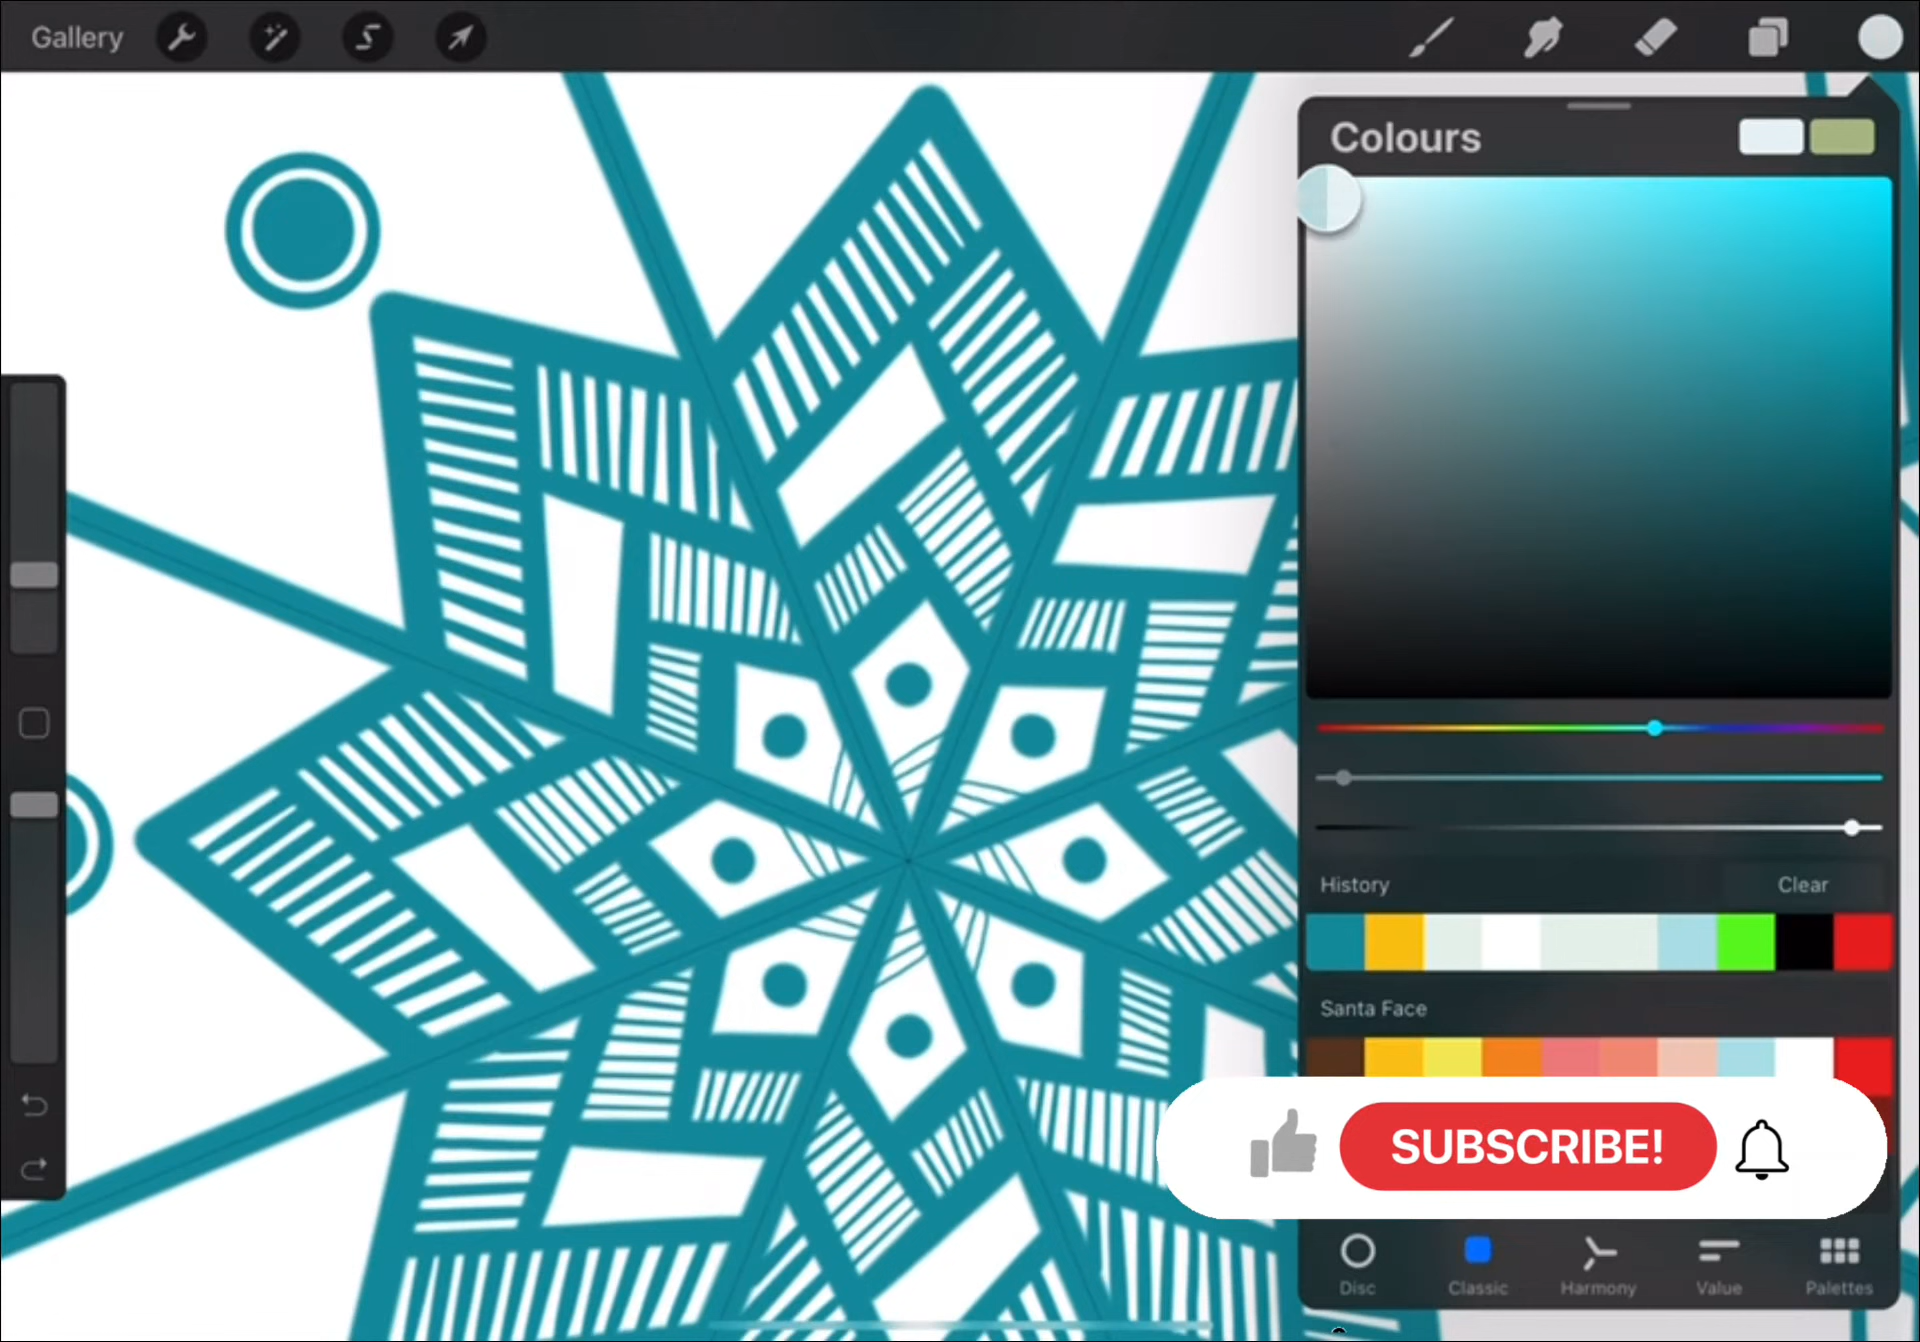 Gallery
Colours
History
Clear
Santa Face
SUBSCRIBE!
Disc
Classic
Harmony
Value
Palettes